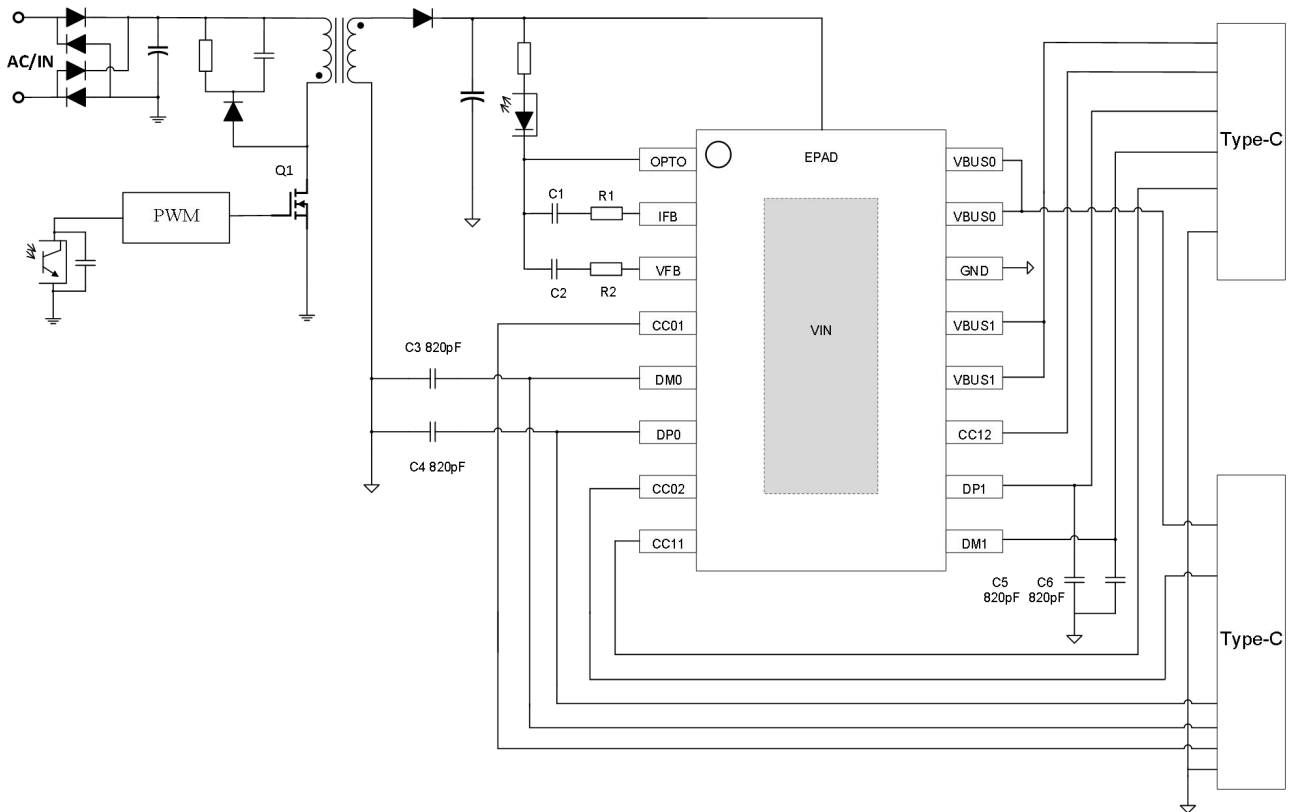 AC/IN
Q1
PWM
C1
R1
C2
R2
C3 820pF
C4 820pF
OPTO
IFB
VFB
CC01
DM0
DP0
CC02
CC11
EPAD
VIN
VBUS0
VBUS0
GND
VBUS1
VBUS1
CC12
DP1
DM1
C5
820pF
C6
820pF
Type-C
Type-C